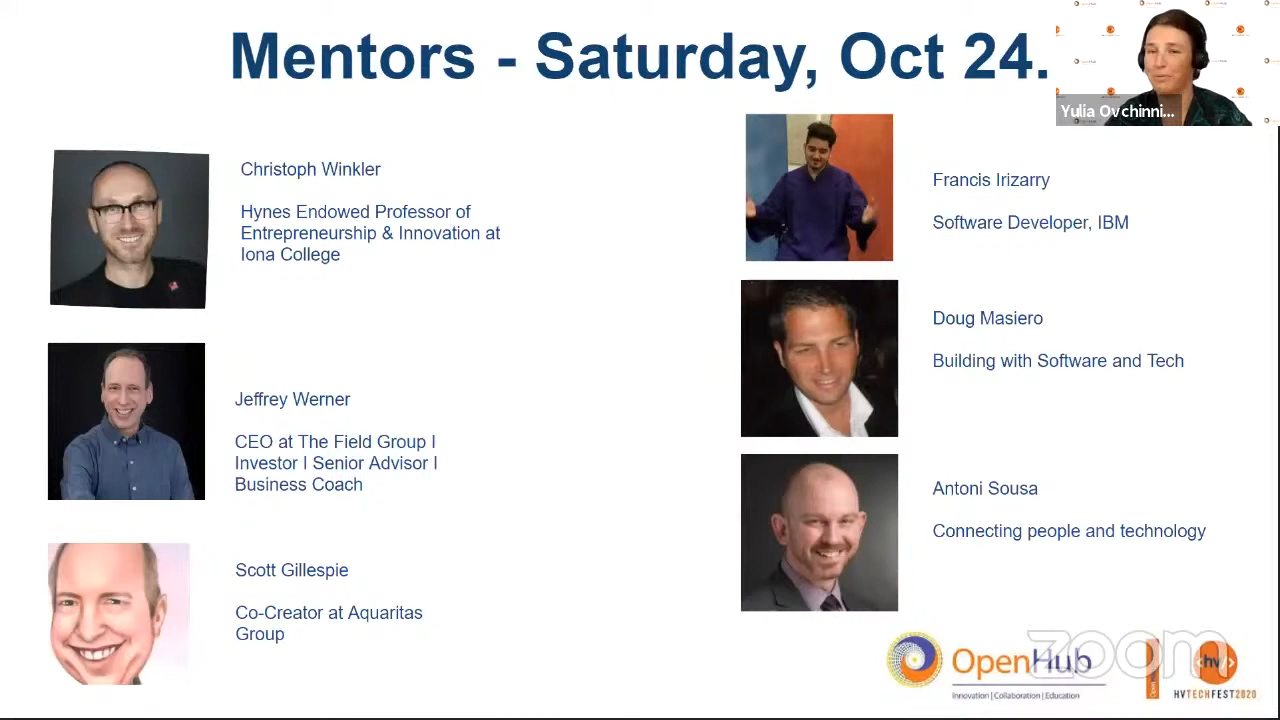 Mentors - Saturday, Oct 24.
Yulia Ovchinni...
Christoph Winkler
Hynes Endowed Professor of
Entrepreneurship & Innovation at
Iona College
Jeffrey Werner
CEO at The Field Group I
Investor I Senior Advisor I
Business Coach
Scott Gillespie
Co-Creator at Aquaritas
Group
Francis Irizarry
Software Developer, IBM
Doug Masiero
Building with Software and Tech
Antoni Sousa
Connecting people and technology
OpenHub
Innovation | Collaboration | Education
zoom
hv
HVTECHFEST2020